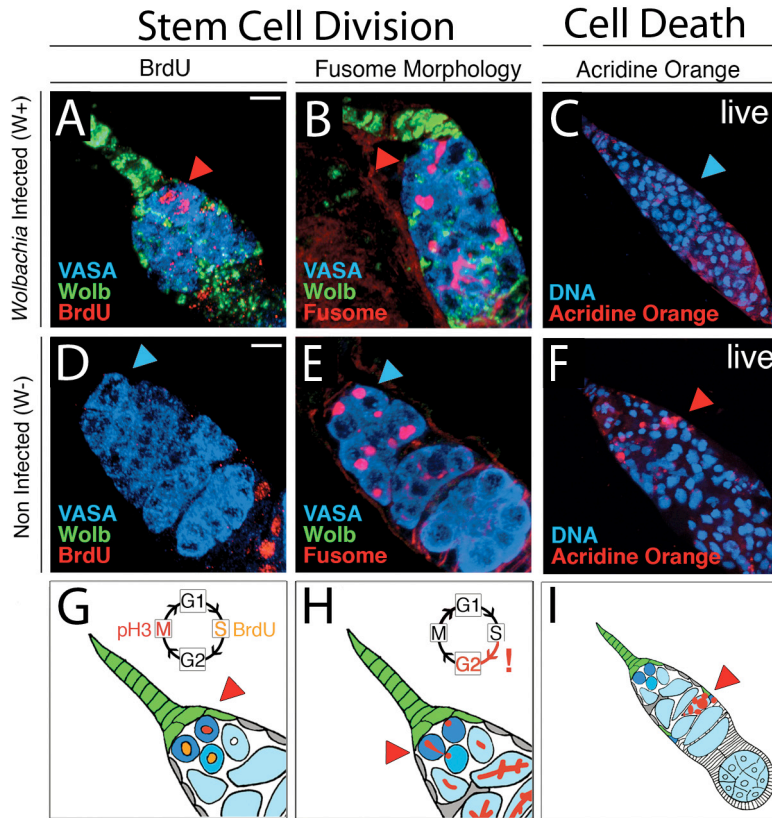 Stem Cell Division
Cell Death
BrdU
Fusome Morphology
Acridine Orange
Wolbachia Infected (W+)
A
VASA
Wolb
BrdU
B
VASA
Wolb
Fusome
C
live
DNA
Acridine Orange
Non Infected (W-)
D
VASA
Wolb
BrdU
E
VASA
Wolb
Fusome
F
live
DNA
Acridine Orange
G
G1
pH3 M
S BrdU
G2
H
G1
M
S
G2 !
I